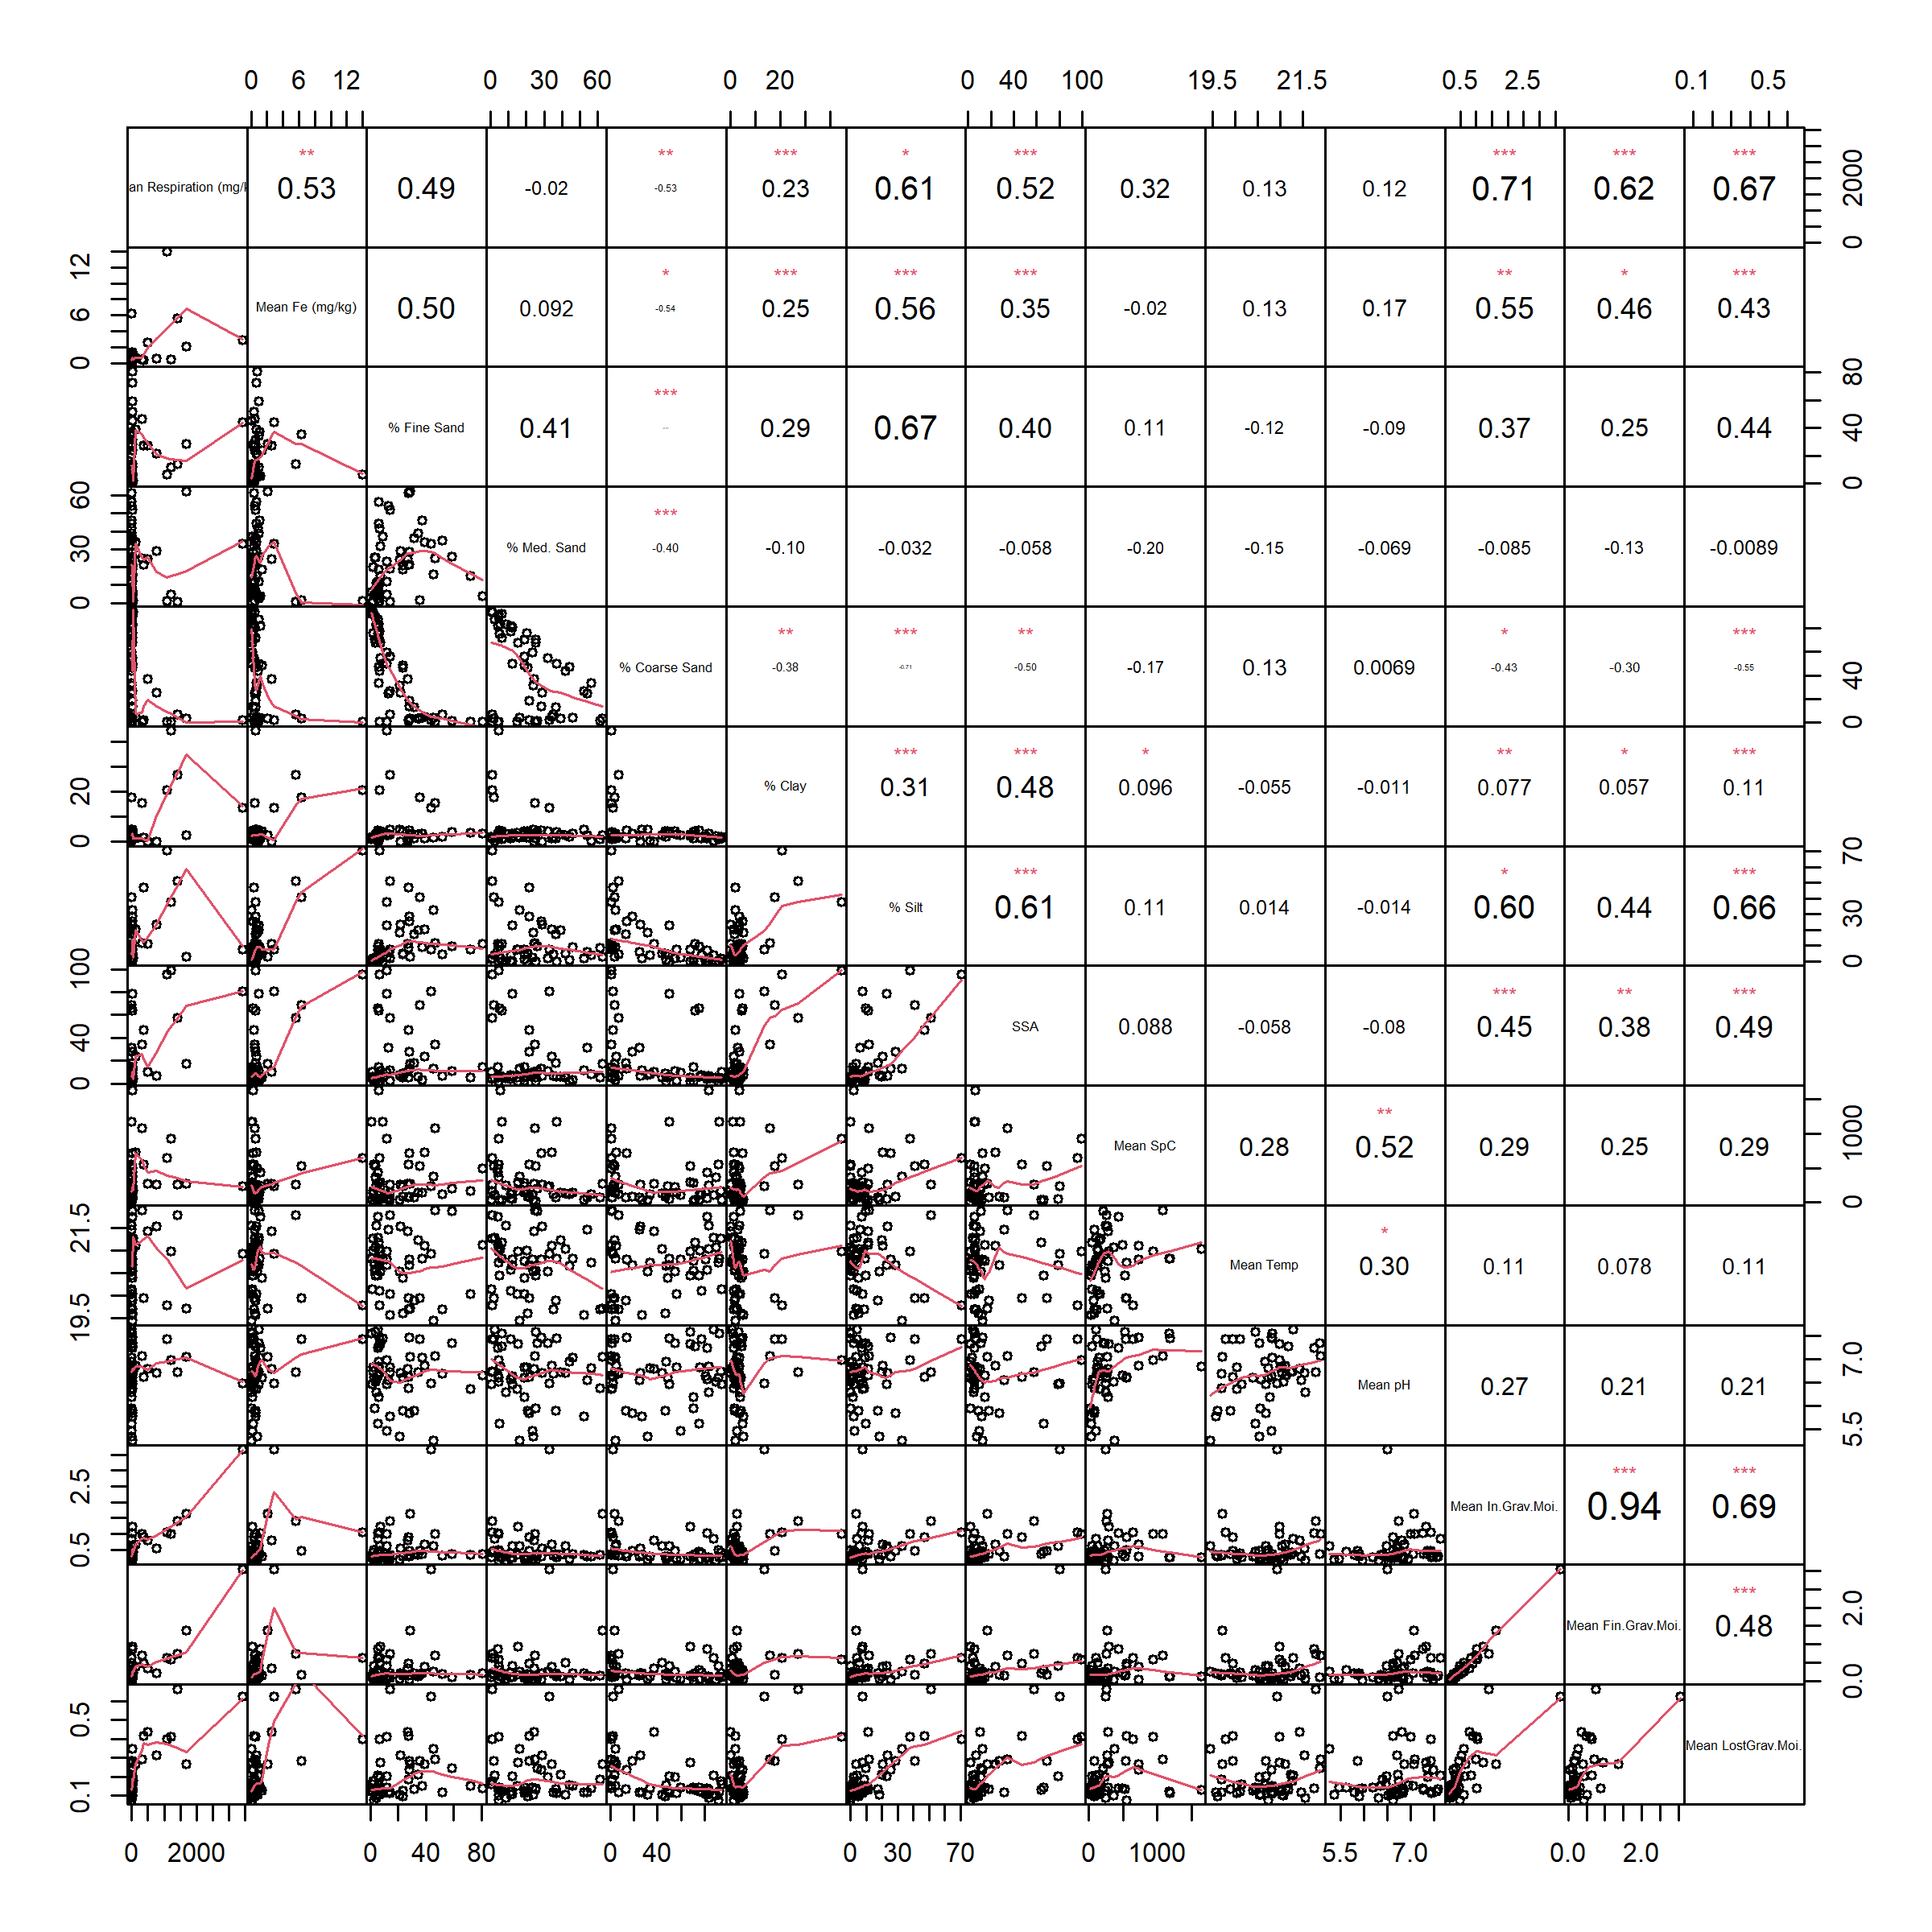 0 6 12 0 30 60 0 20 0 40 100 19.5 21.5 0.5 2.5 0.1 0.5
** ** *** * *** *** *** ***
an Respiration (mg/k 0.53 0.49 -0.02 -0.53 0.23 0.61 0.52 0.32 0.13 0.12 0.71 0.62 0.67 0 2000
* *** *** *** ** * ***
0 6 12 Mean Fe (mg/kg) 0.50 0.092 -0.54 0.25 0.56 0.35 -0.02 0.13 0.17 0.55 0.46 0.43
***
% Fine Sand 0.41 0.29 0.67 0.40 0.11 -0.12 -0.09 0.37 0.25 0.44 0 40 80
***
0 30 60 % Med. Sand -0.40 -0.10 -0.032 -0.058 -0.20 -0.15 -0.069 -0.085 -0.13 -0.0089
** *** ** * ***
% Coarse Sand -0.38 -0.71 -0.50 -0.17 0.13 0.0069 -0.43 -0.30 -0.55 0 40
*** *** * ** * ***
0 20 % Clay 0.31 0.48 0.096 -0.055 -0.011 0.077 0.057 0.11
*** * ***
% Silt 0.61 0.11 0.014 -0.014 0.60 0.44 0.66 0 30 70
*** ** ***
0 40 100 SSA 0.088 -0.058 -0.08 0.45 0.38 0.49
**
Mean SpC 0.28 0.52 0.29 0.25 0.29 0 1000
*
19.5 21.5 Mean Temp 0.30 0.11 0.078 0.11
Mean pH 0.27 0.21 0.21 5.5 7.0
*** ***
0.5 2.5 Mean In.Grav.Moi. 0.94 0.69
***
Mean Fin.Grav.Moi. 0.48 0.0 2.0
0.1 0.5 Mean LostGrav.Moi.
0 2000 0 40 80 0 40 0 30 70 0 1000 5.5 7.0 0.0 2.0